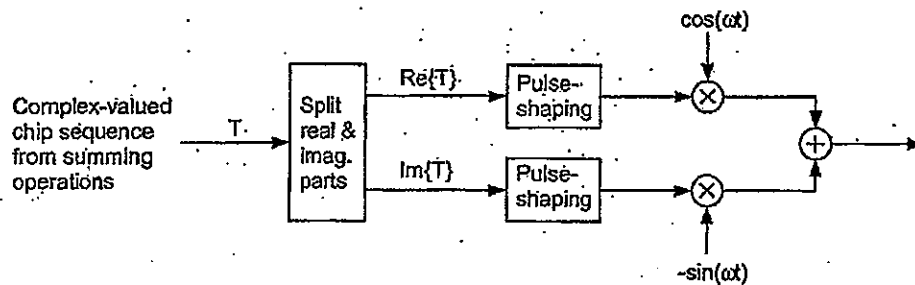 cos(ωt)
Complex-valued
chip sequence
from summing
operations
T
Split
real &
imag.
parts
Re{T}
Im{T}
Pulse-
shaping
Pulse-
shaping
-sin(ωt)